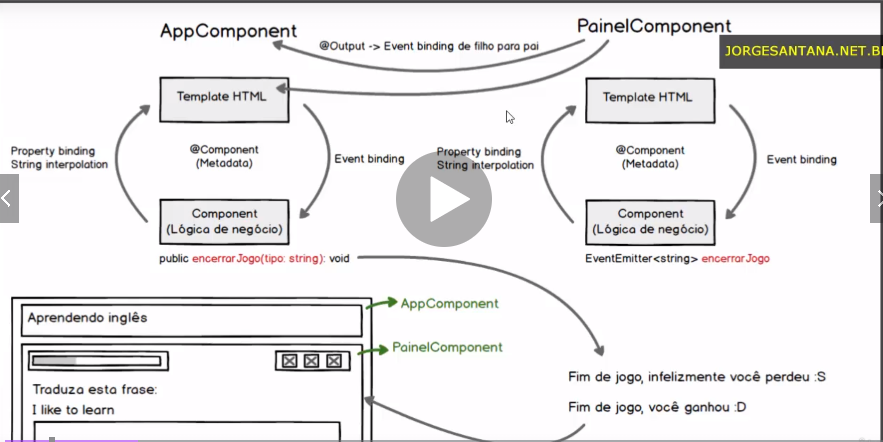 AppComponent
PainelComponent
@Output -> Event binding de filho para pai
JORGESANTANA.NET.B
Template HTML
Template HTML
Property binding
String interpolation
@Component
(Metadata)
Event binding
Property binding
String interpolation
@Component
(Metadata)
Event binding
Component
(Lógica de negócio)
Component
(Lógica de negócio)
public encerrarJogo(tipo: string): void
EventEmitter<string> encerrarJogo
AppComponent
Aprendendo inglês
PainelComponent
Traduza esta frase:
I like to learn
Fim de jogo, infelizmente você perdeu :S
Fim de jogo, você ganhou :D